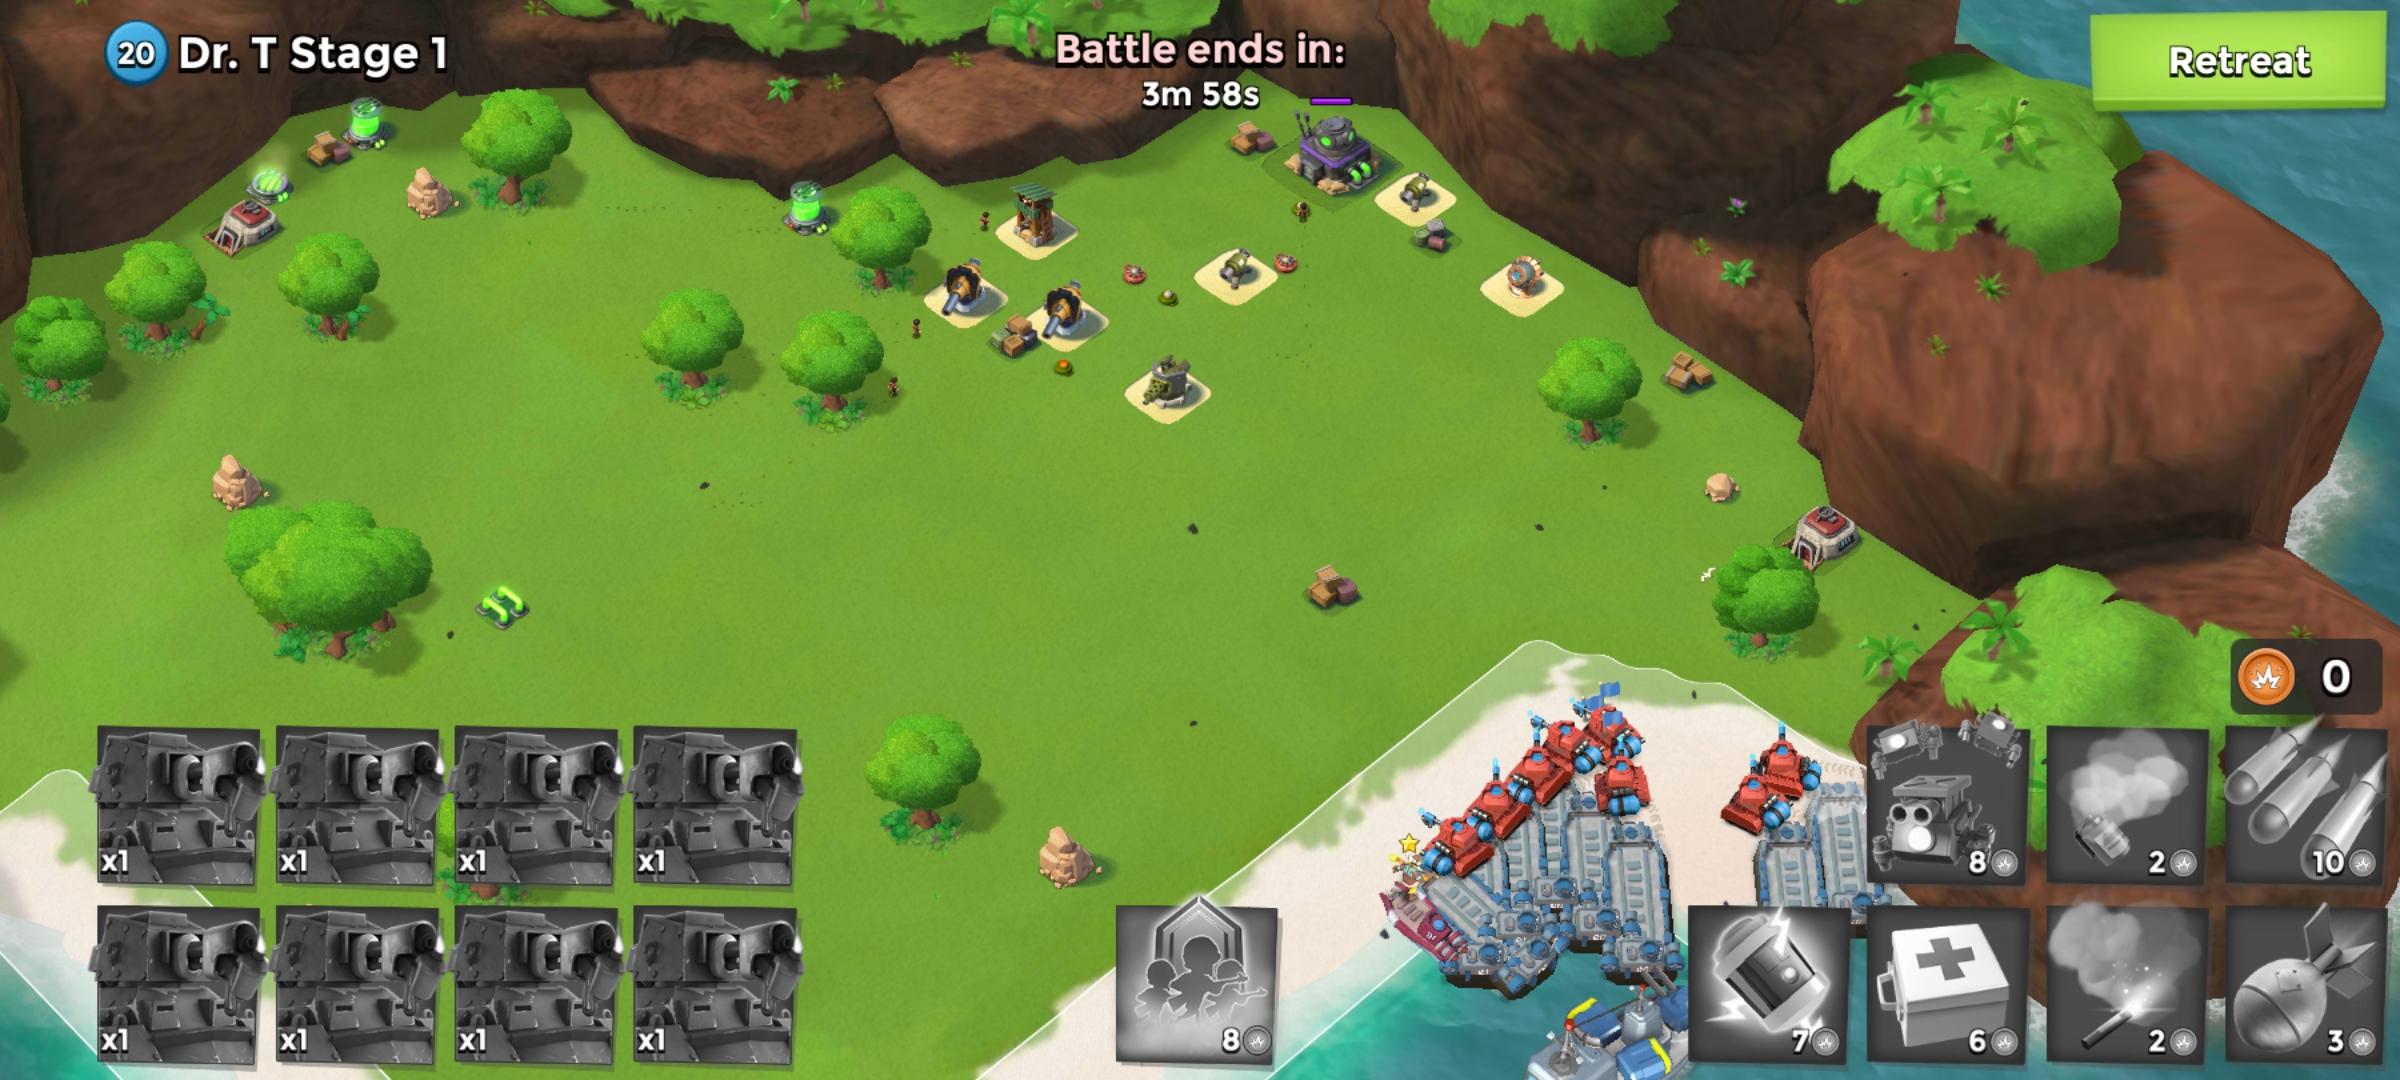 20 Dr. T Stage 1
Battle ends in:
3m 58s
Retreat
0
x1 x1 x1 x1
8 2 10
x1 x1 x1 x1
8 7 6 2 3